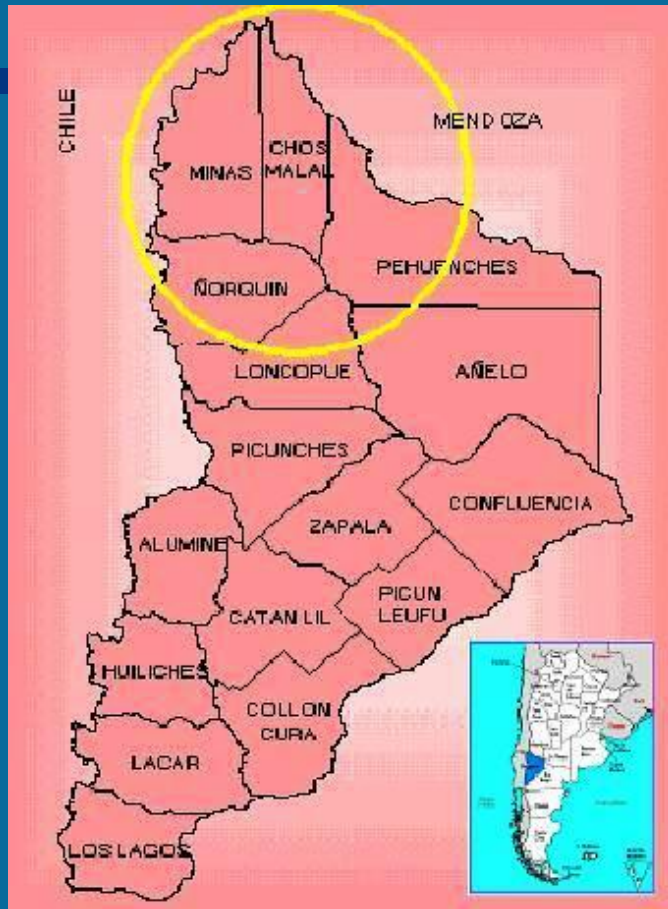 CHILE
MENDOZA
CHOS
MALAL
MINAS
PEHUENCHES
ÑORQUIN
LONCOPUE
AÑELO
PICUNCHES
CONFLUENCIA
ZAPALA
ALUMINE
PICUN
LEUFU
CATAN LIL
HUILICHES
COLLON
CURA
LACAR
LOS LAGOS